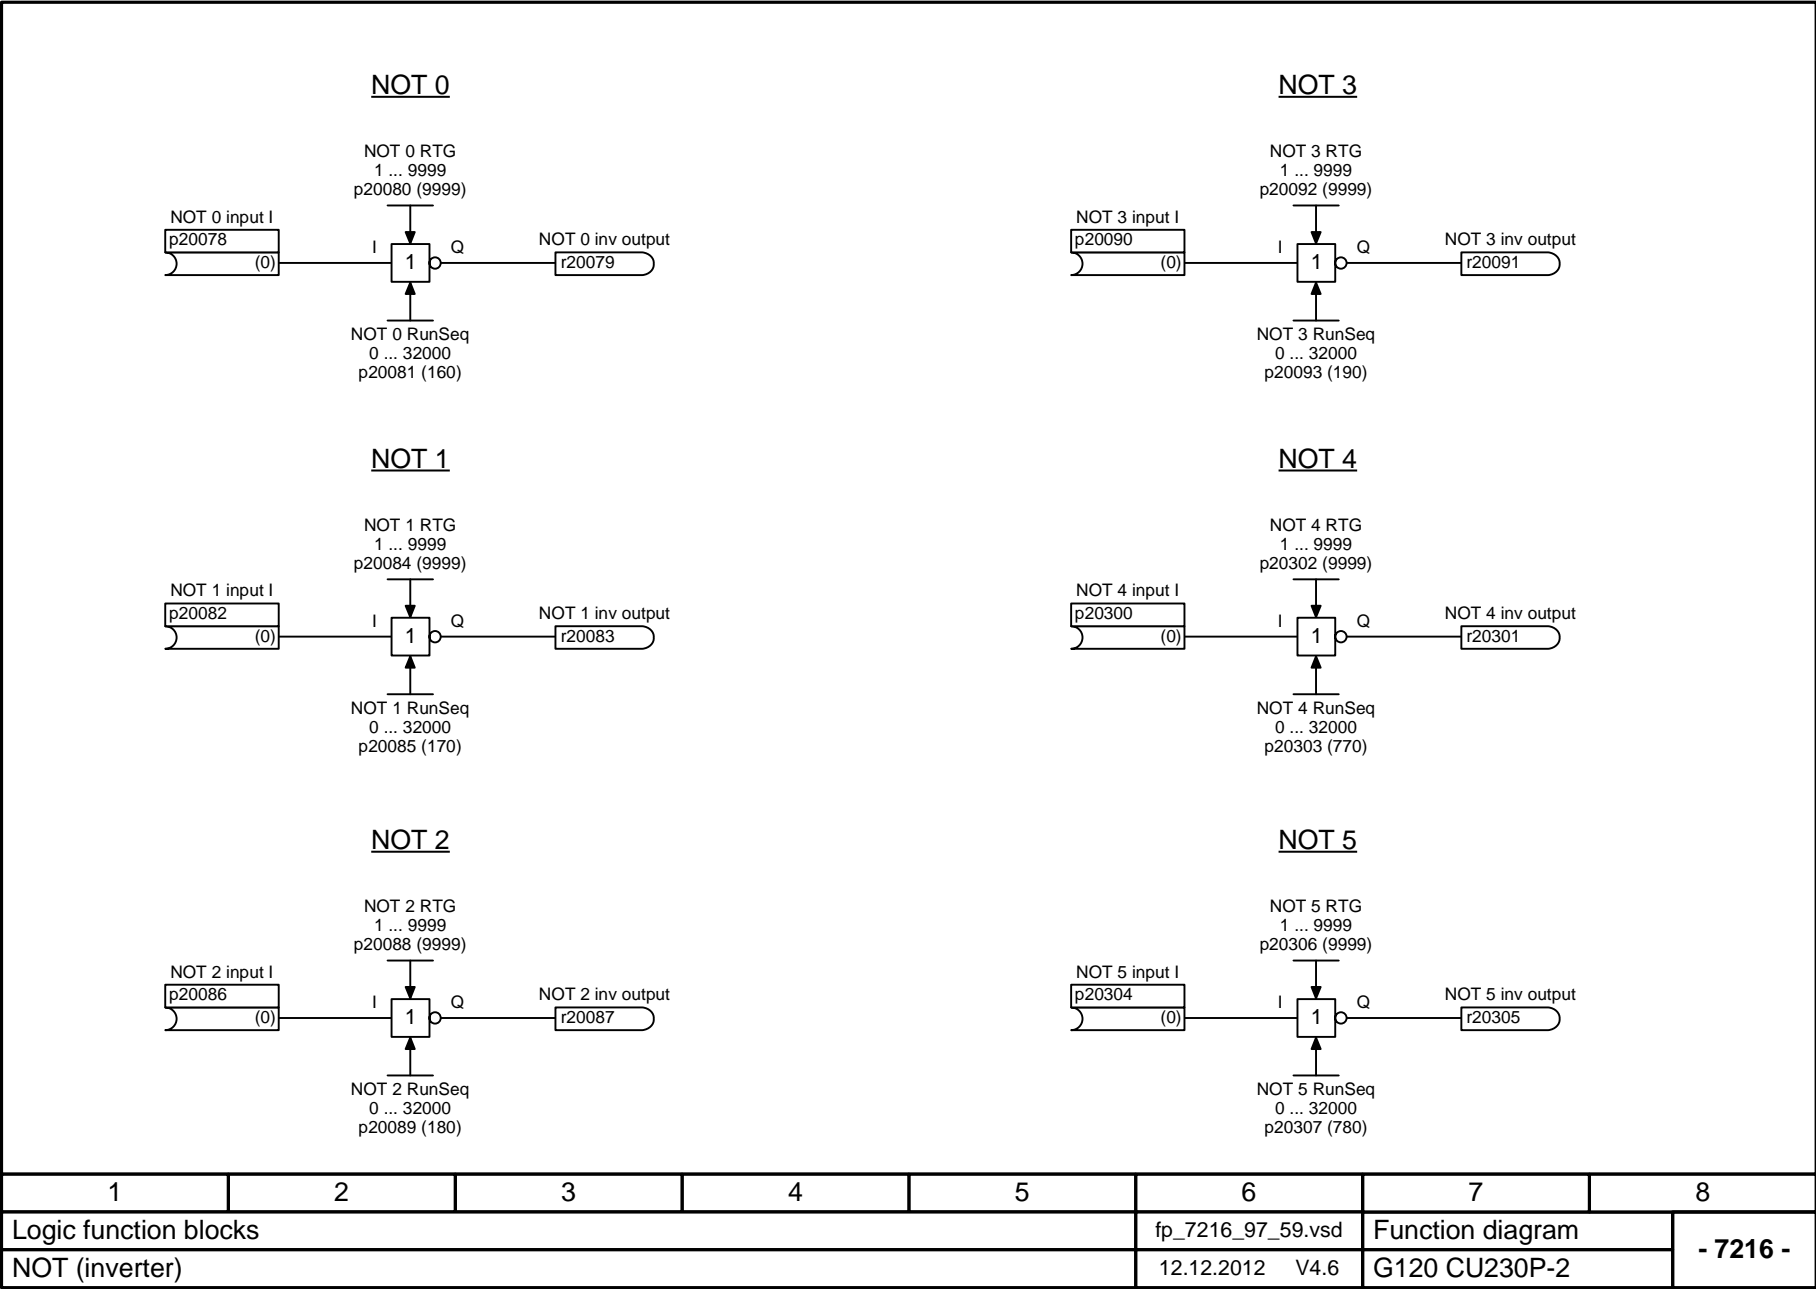 NOT 0
NOT 0 RTG
1 ... 9999
p20080 (9999)
NOT 0 input I
p20078
(0)
I
1
Q
NOT 0 inv output
r20079
NOT 0 RunSeq
0 ... 32000
p20081 (160)
NOT 3
NOT 3 RTG
1 ... 9999
p20092 (9999)
NOT 3 input I
p20090
(0)
I
1
Q
NOT 3 inv output
r20091
NOT 3 RunSeq
0 ... 32000
p20093 (190)
NOT 1
NOT 1 RTG
1 ... 9999
p20084 (9999)
NOT 1 input I
p20082
(0)
I
1
Q
NOT 1 inv output
r20083
NOT 1 RunSeq
0 ... 32000
p20085 (170)
NOT 4
NOT 4 RTG
1 ... 9999
p20302 (9999)
NOT 4 input I
p20300
(0)
I
1
Q
NOT 4 inv output
r20301
NOT 4 RunSeq
0 ... 32000
p20303 (770)
NOT 2
NOT 2 RTG
1 ... 9999
p20088 (9999)
NOT 2 input I
p20086
(0)
I
1
Q
NOT 2 inv output
r20087
NOT 2 RunSeq
0 ... 32000
p20089 (180)
NOT 5
NOT 5 RTG
1 ... 9999
p20306 (9999)
NOT 5 input I
p20304
(0)
I
1
Q
NOT 5 inv output
r20305
NOT 5 RunSeq
0 ... 32000
p20307 (780)
1 2 3 4 5 6 7 8
Logic function blocks fp_7216_97_59.vsd Function diagram
- 7216 -
NOT (inverter) 12.12.2012 V4.6 G120 CU230P-2